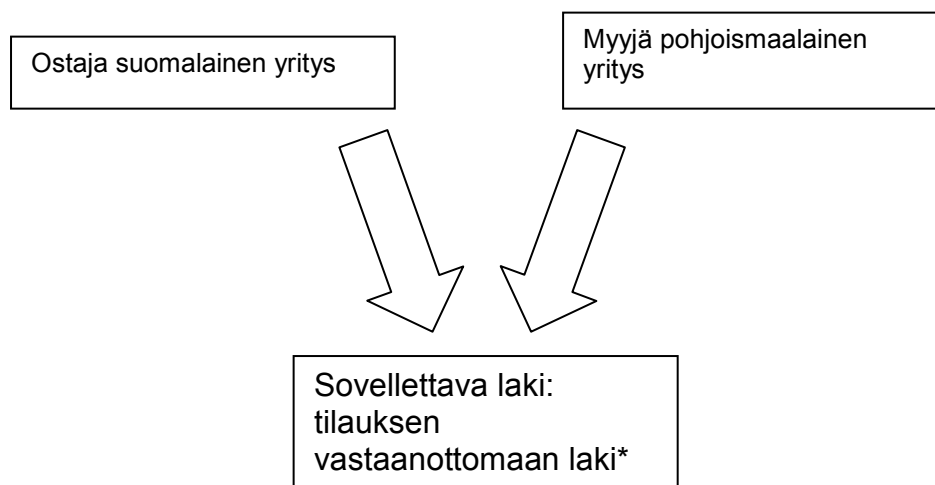 Ostaja suomalainen yritys
Myyjä pohjoismaalainen
yritys
Sovellettava laki:
tilauksen
vastaanottomaan laki*